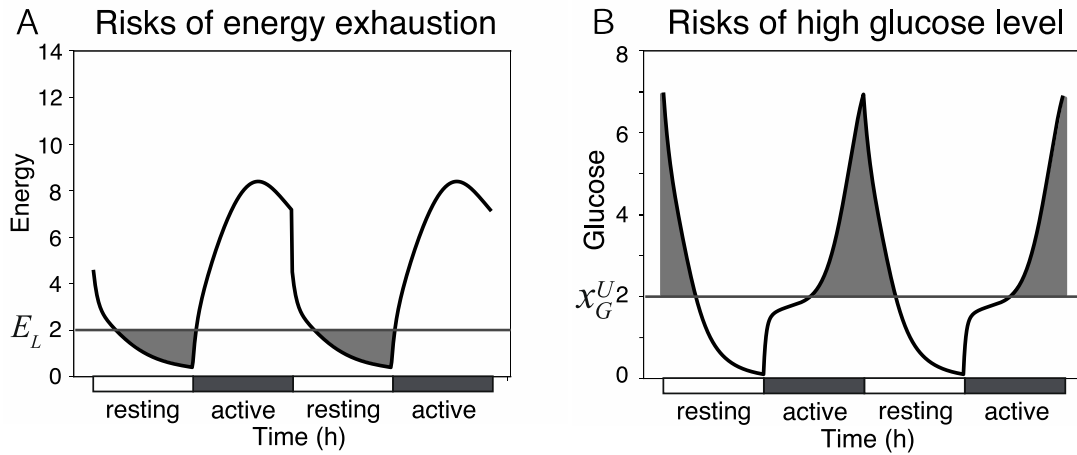 A Risks of energy exhaustion
14
12
10
8
6
4
2
0
Energy
E_L
resting active resting active
Time (h)
B Risks of high glucose level
8
6
4
2
0
Glucose
x_G^U
resting active resting active
Time (h)